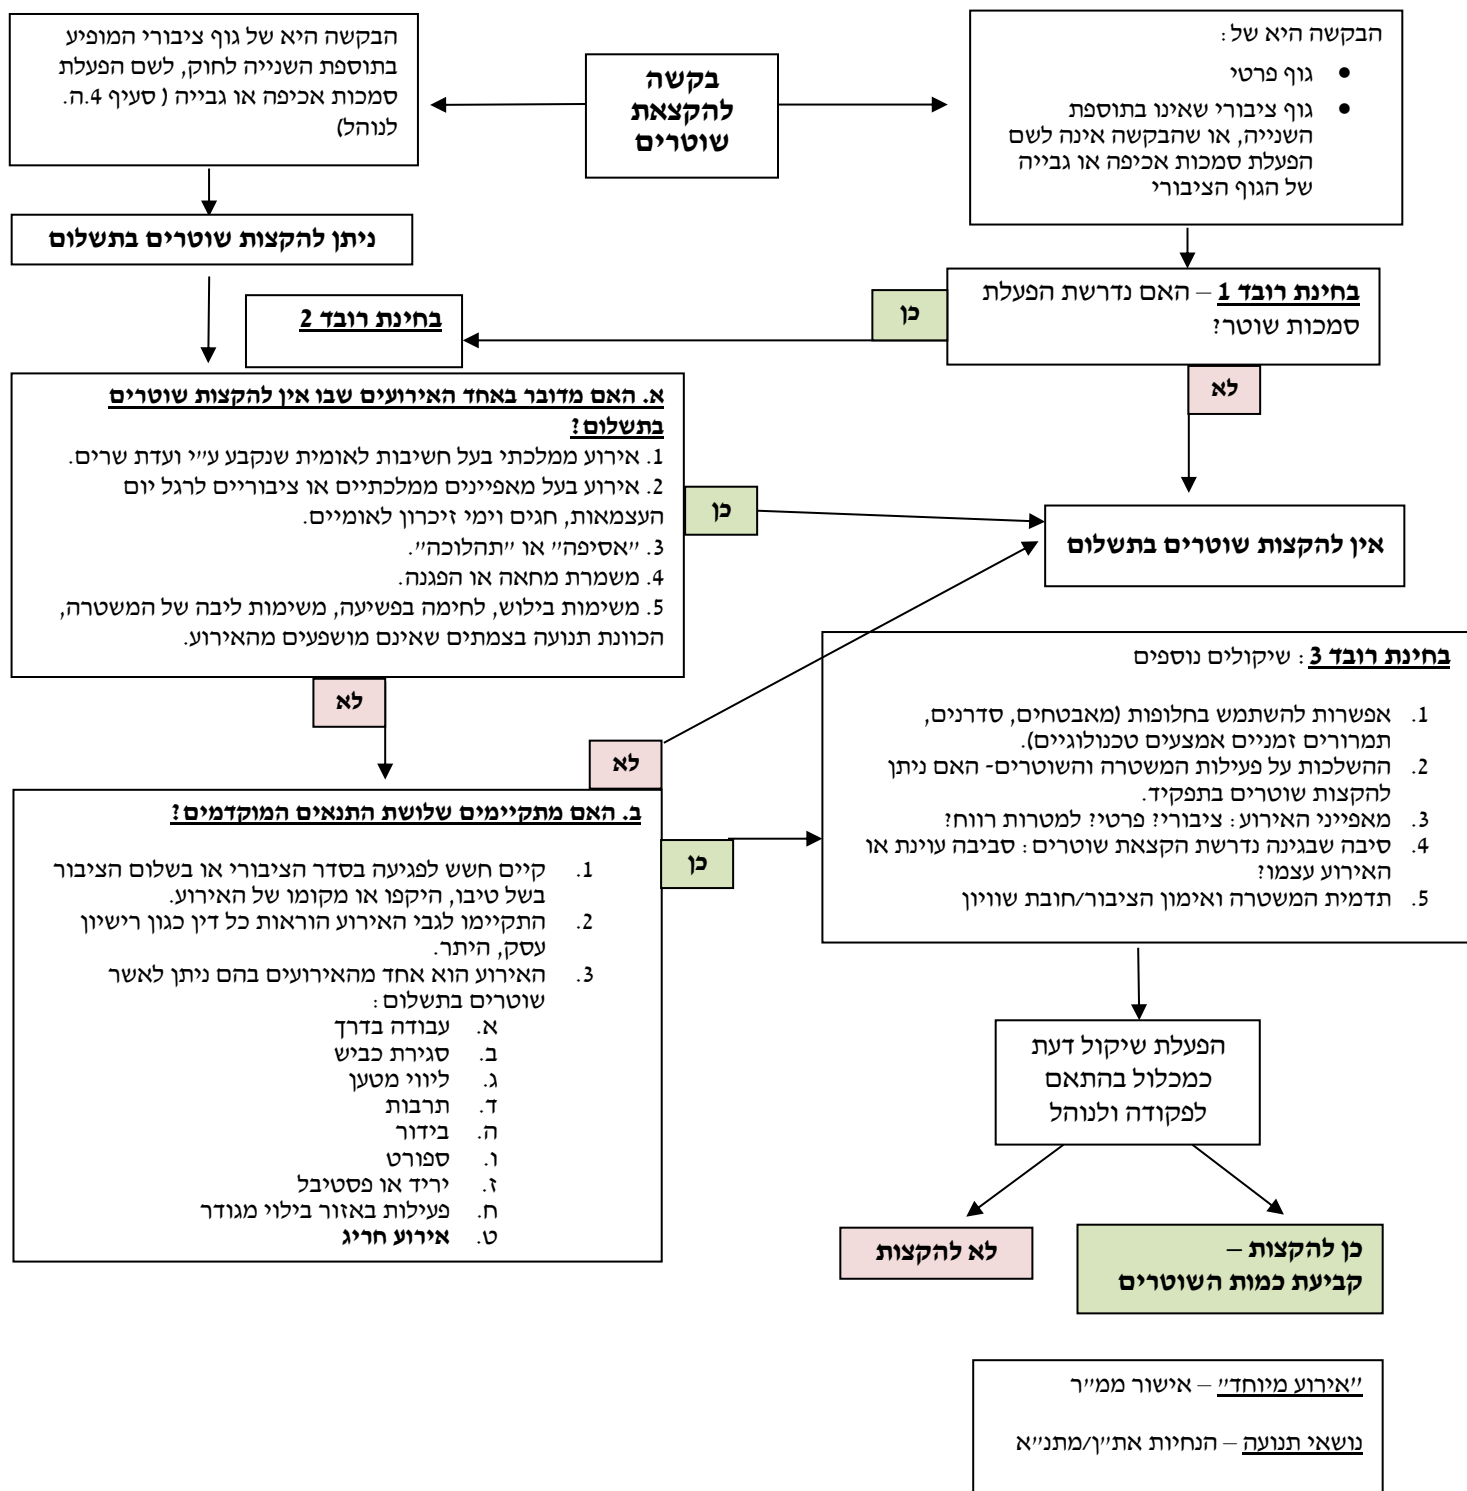 בקשה
להקצאת
שוטרים
הבקשה היא של:
• גוף פרטי
• גוף ציבורי שאינו בתוספת
השנייה, או שהבקשה אינה לשם
הפעלת סמכות אכיפה או גבייה
של הגוף הציבורי
הבקשה היא של גוף ציבורי המופיע
בתוספת השנייה לחוק, לשם הפעלת
סמכות אכיפה או גבייה ( סעיף 4.ה.
לנוהל)
ניתן להקצות שוטרים בתשלום
בחינת רובד 1 – האם נדרשת הפעלת
סמכות שוטר?
כן
לא
בחינת רובד 2
א. האם מדובר באחד האירועים שבו אין להקצות שוטרים
בתשלום?
1. אירוע ממלכתי בעל חשיבות לאומית שנקבע ע״י ועדת שרים.
2. אירוע בעל מאפיינים ממלכתיים או ציבוריים לרגל יום
העצמאות, חגים וימי זיכרון לאומיים.
3. ״אסיפה״ או ״תהלוכה״.
4. משמרת מחאה או הפגנה.
5. משימות בילוש, לחימה בפשיעה, משימות ליבה של המשטרה,
הכוונת תנועה בצמתים שאינם מושפעים מהאירוע.
כן
לא
אין להקצות שוטרים בתשלום
ב. האם מתקיימים שלושת התנאים המוקדמים?
1. קיים חשש לפגיעה בסדר הציבורי או בשלום הציבור
בשל טיבו, היקפו או מקומו של האירוע.
2. התקיימו לגבי האירוע הוראות כל דין כגון רישיון
עסק, היתר.
3. האירוע הוא אחד מהאירועים בהם ניתן לאשר
שוטרים בתשלום:
א. עבודה בדרך
ב. סגירת כביש
ג. ליווי מטען
ד. תרבות
ה. בידור
ו. ספורט
ז. יריד או פסטיבל
ח. פעילות באזור בילוי מגודר
ט. אירוע חריג
לא
כן
בחינת רובד 3: שיקולים נוספים
1. אפשרות להשתמש בחלופות (מאבטחים, סדרנים,
תמרורים זמניים אמצעים טכנולוגיים).
2. ההשלכות על פעילות המשטרה והשוטרים- האם ניתן
להקצות שוטרים בתפקיד.
3. מאפייני האירוע: ציבורי? פרטי? למטרות רווח?
4. סיבה שבגינה נדרשת הקצאת שוטרים: סביבה עוינת או
האירוע עצמו?
5. תדמית המשטרה ואימון הציבור/חובת שוויון
הפעלת שיקול דעת
כמכלול בהתאם
לפקודה ולנוהל
כן להקצות –
קביעת כמות השוטרים
לא להקצות
״אירוע מיוחד״ – אישור ממ״ר
נושאי תנועה – הנחיות את״ן/מתנ״א